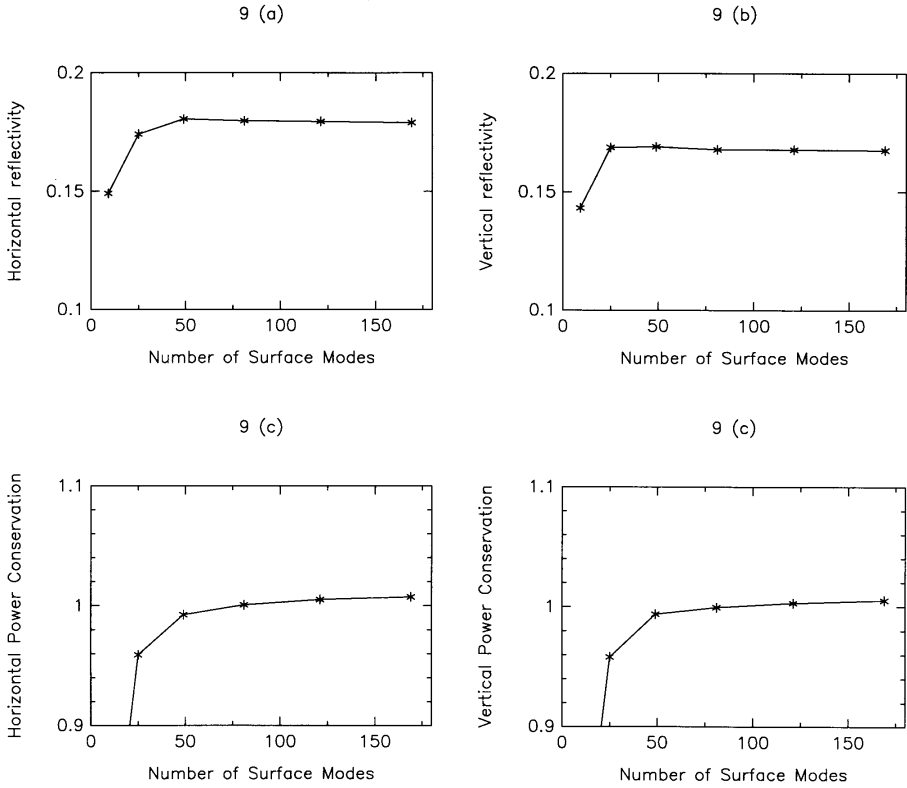 9 (a)
Horizontal reflectivity
0.2
0.15
0.1
0
50
100
150
Number of Surface Modes
9 (b)
Vertical reflectivity
0.2
0.15
0.1
0
50
100
150
Number of Surface Modes
9 (c)
Horizontal Power Conservation
1.1
1
0.9
0
50
100
150
Number of Surface Modes
9 (c)
Vertical Power Conservation
1.1
1
0.9
0
50
100
150
Number of Surface Modes